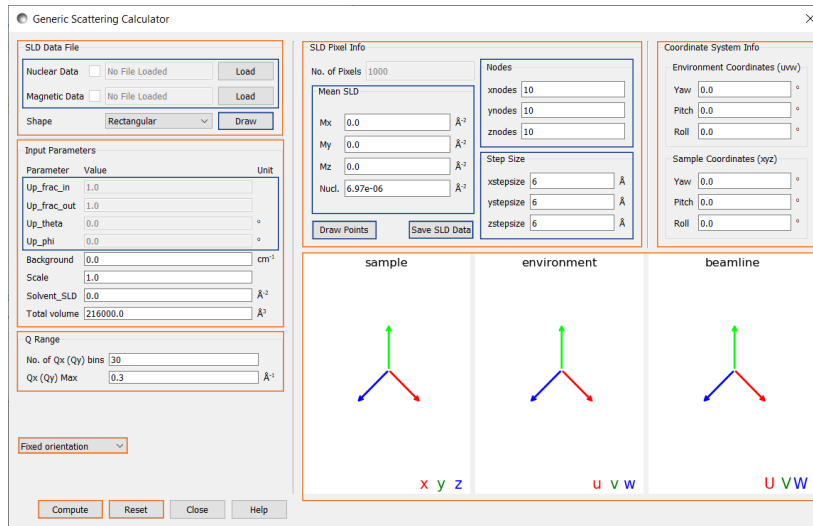 Generic Scattering Calculator
SLD Data File
Nuclear Data No File Loaded Load
Magnetic Data No File Loaded Load
Shape Rectangular Draw
Input Parameters
Parameter Value Unit
Up_frac_in 1.0
Up_frac_out 1.0
Up_theta 0.0 °
Up_phi 0.0 °
Background 0.0 cm⁻¹
Scale 1.0
Solvent_SLD 0.0 Å⁻²
Total volume 216000.0 Å³
Q Range
No. of Qx (Qy) bins 30
Qx (Qy) Max 0.3 Å⁻¹
Fixed orientation
Compute Reset Close Help
SLD Pixel Info
No. of Pixels 1000
Mean SLD
Mx 0.0 Å⁻²
My 0.0 Å⁻²
Mz 0.0 Å⁻²
Nucl. 6.97e-06 Å⁻²
Nodes
xnodes 10
ynodes 10
znodes 10
Step Size
xstepsize 6 Å
ystepsize 6 Å
zstepsize 6 Å
Draw Points Save SLD Data
Coordinate System Info
Environment Coordinates (uvw)
Yaw 0.0 °
Pitch 0.0 °
Roll 0.0 °
Sample Coordinates (xyz)
Yaw 0.0 °
Pitch 0.0 °
Roll 0.0 °
sample environment beamline
x y z u v w U V W